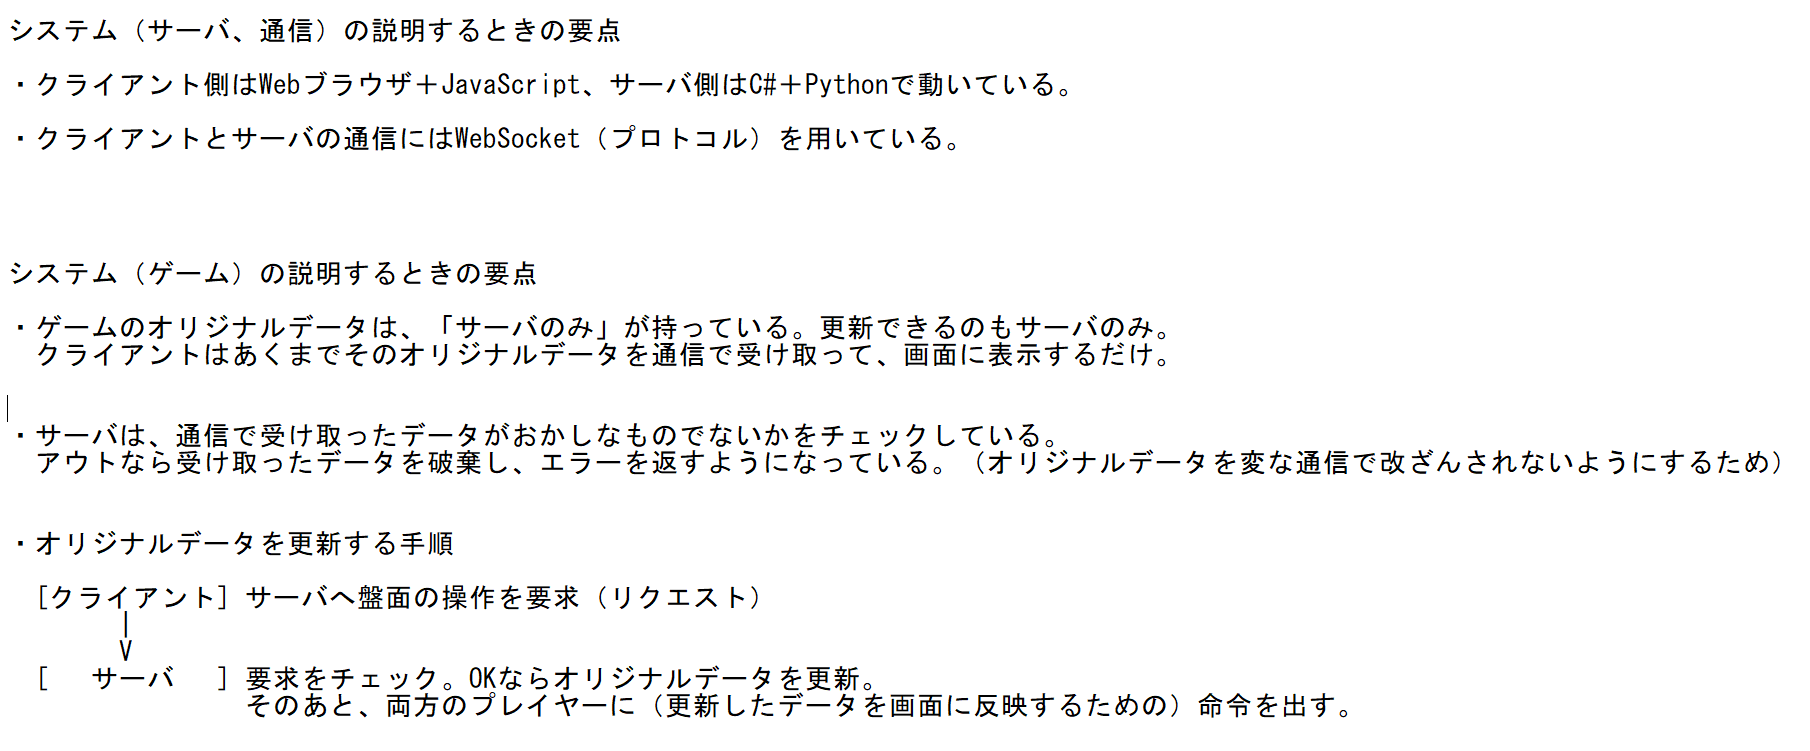 システム（サーバ、通信）の説明するときの要点
・クライアント側はWebブラウザ＋JavaScript、サーバ側はC#＋Pythonで動いている。
・クライアントとサーバの通信にはWebSocket（プロトコル）を用いている。
システム（ゲーム）の説明するときの要点
・ゲームのオリジナルデータは、「サーバのみ」が持っている。更新できるのもサーバのみ。
クライアントはあくまでそのオリジナルデータを通信で受け取って、画面に表示するだけ。
・サーバは、通信で受け取ったデータがおかしなものでないかをチェックしている。
アウトなら受け取ったデータを破棄し、エラーを返すようになっている。（オリジナルデータを変な通信で改ざんされないようにするため）
・オリジナルデータを更新する手順
[クライアント] サーバへ盤面の操作を要求（リクエスト）
|
V
[　サーバ　] 要求をチェック。OKならオリジナルデータを更新。
そのあと、両方のプレイヤーに（更新したデータを画面に反映するための）命令を出す。